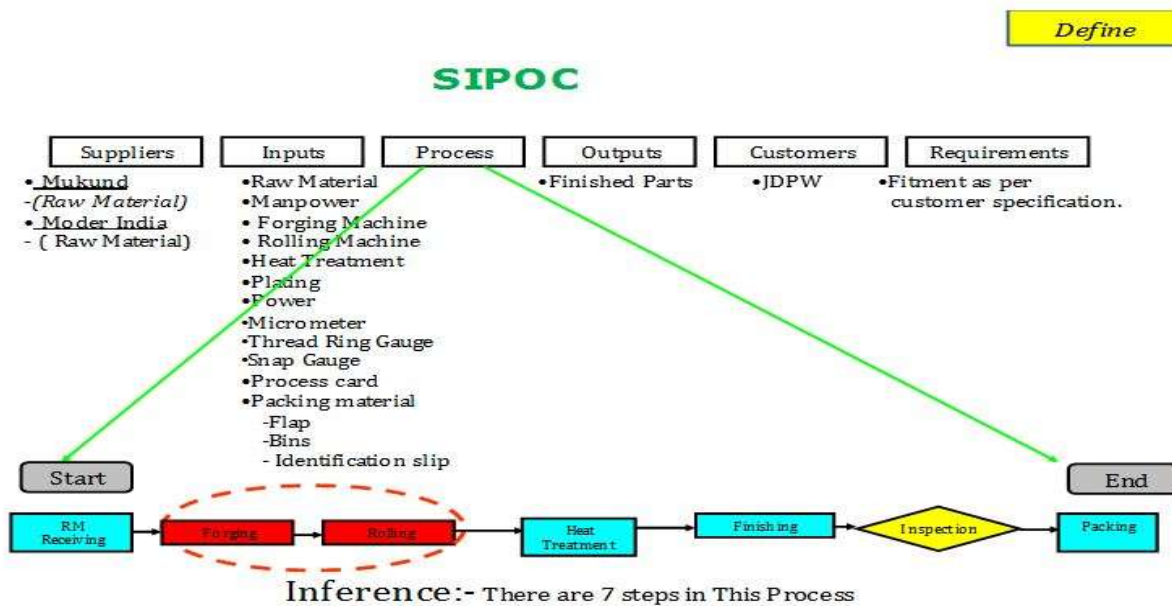 Define
SIPOC
Suppliers
Inputs
Process
Outputs
Customers
Requirements
• Mukund
-(Raw Material)
• Moder India
- ( Raw Material)
•Raw Material
•Manpower
• Forging Machine
• Rolling Machine
•Heat Treatment
•Plating
•Power
•Micrometer
•Thread Ring Gauge
•Snap Gauge
•Process card
•Packing material
-Flap
-Bins
- Identification slip
•Finished Parts
•JDPW
•Fitment as per
customer specification.
Start
End
RM
Receiving
Forging
Rolling
Heat
Treatment
Finishing
Inspection
Packing
Inference:- There are 7 steps in This Process